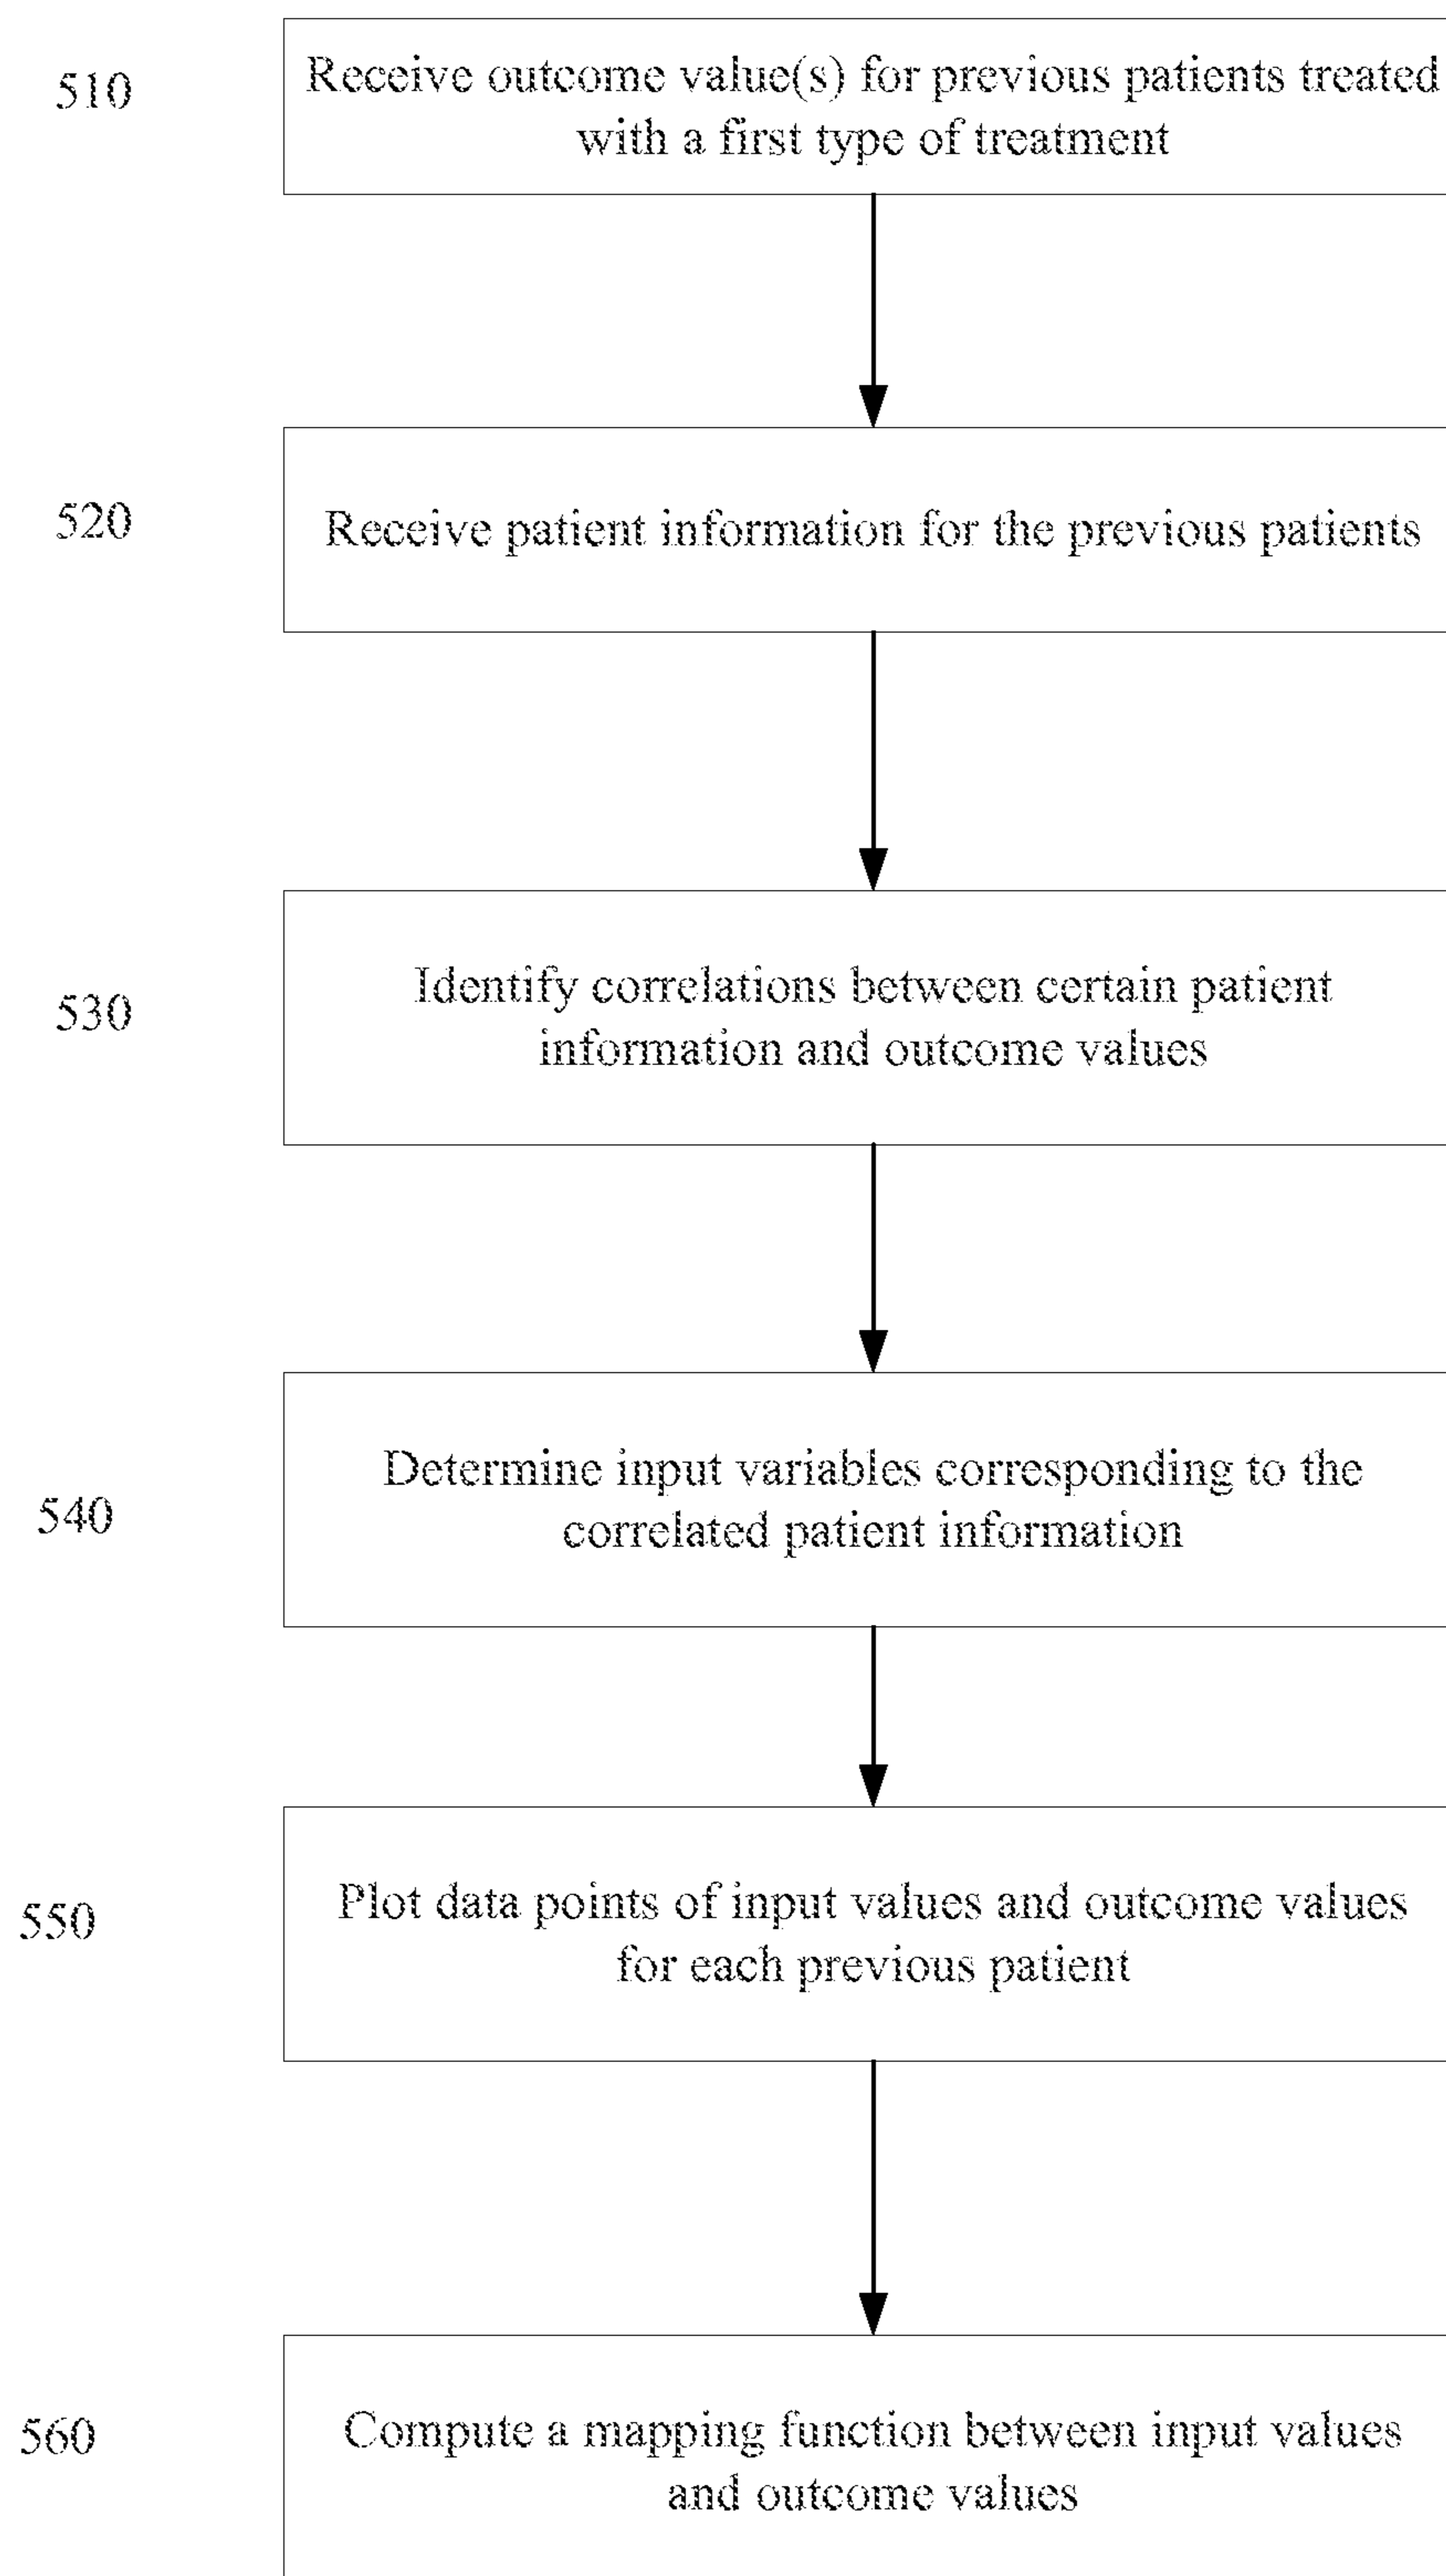 510
Receive outcome value(s) for previous patients treated
with a first type of treatment
520
Receive patient information for the previous patients
530
Identify correlations between certain patient
information and outcome values
540
Determine input variables corresponding to the
correlated patient information
550
Plot data points of input values and outcome values
for each previous patient
560
Compute a mapping function between input values
and outcome values